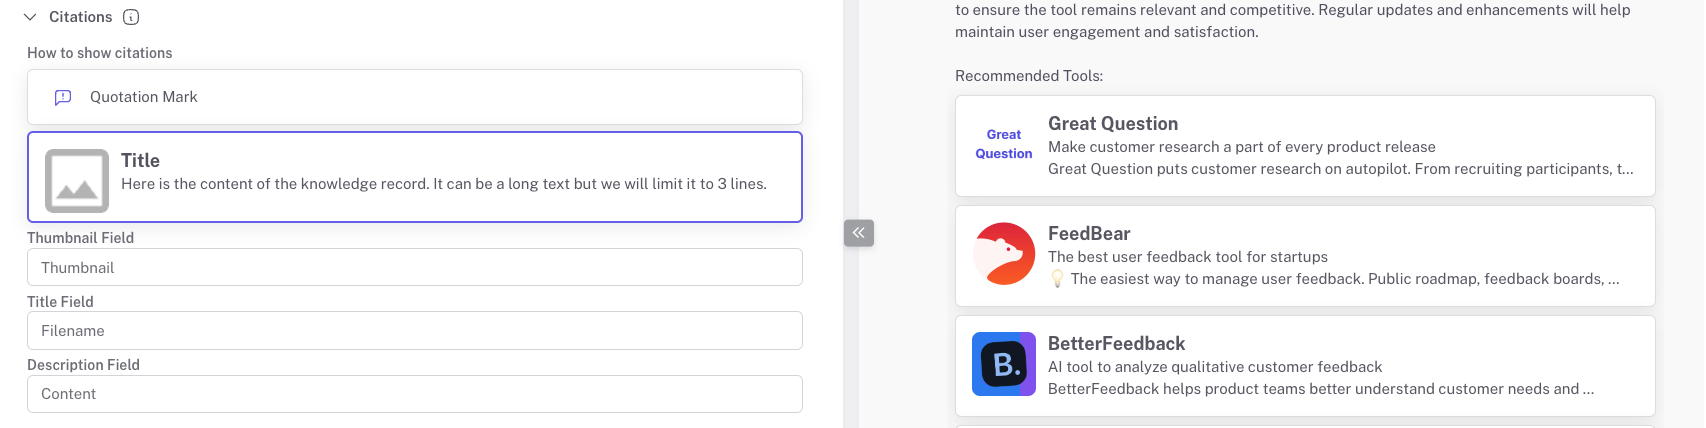 Citations
How to show citations
Quotation Mark
Title
Here is the content of the knowledge record. It can be a long text but we will limit it to 3 lines.
Thumbnail Field
Thumbnail
Title Field
Filename
Description Field
Content
to ensure the tool remains relevant and competitive. Regular updates and enhancements will help
maintain user engagement and satisfaction.
Recommended Tools:
Great
Question
Great Question
Make customer research a part of every product release
Great Question puts customer research on autopilot. From recruiting participants, t...
FeedBear
The best user feedback tool for startups
💡 The easiest way to manage user feedback. Public roadmap, feedback boards, ...
B.
BetterFeedback
AI tool to analyze qualitative customer feedback
BetterFeedback helps product teams better understand customer needs and ...